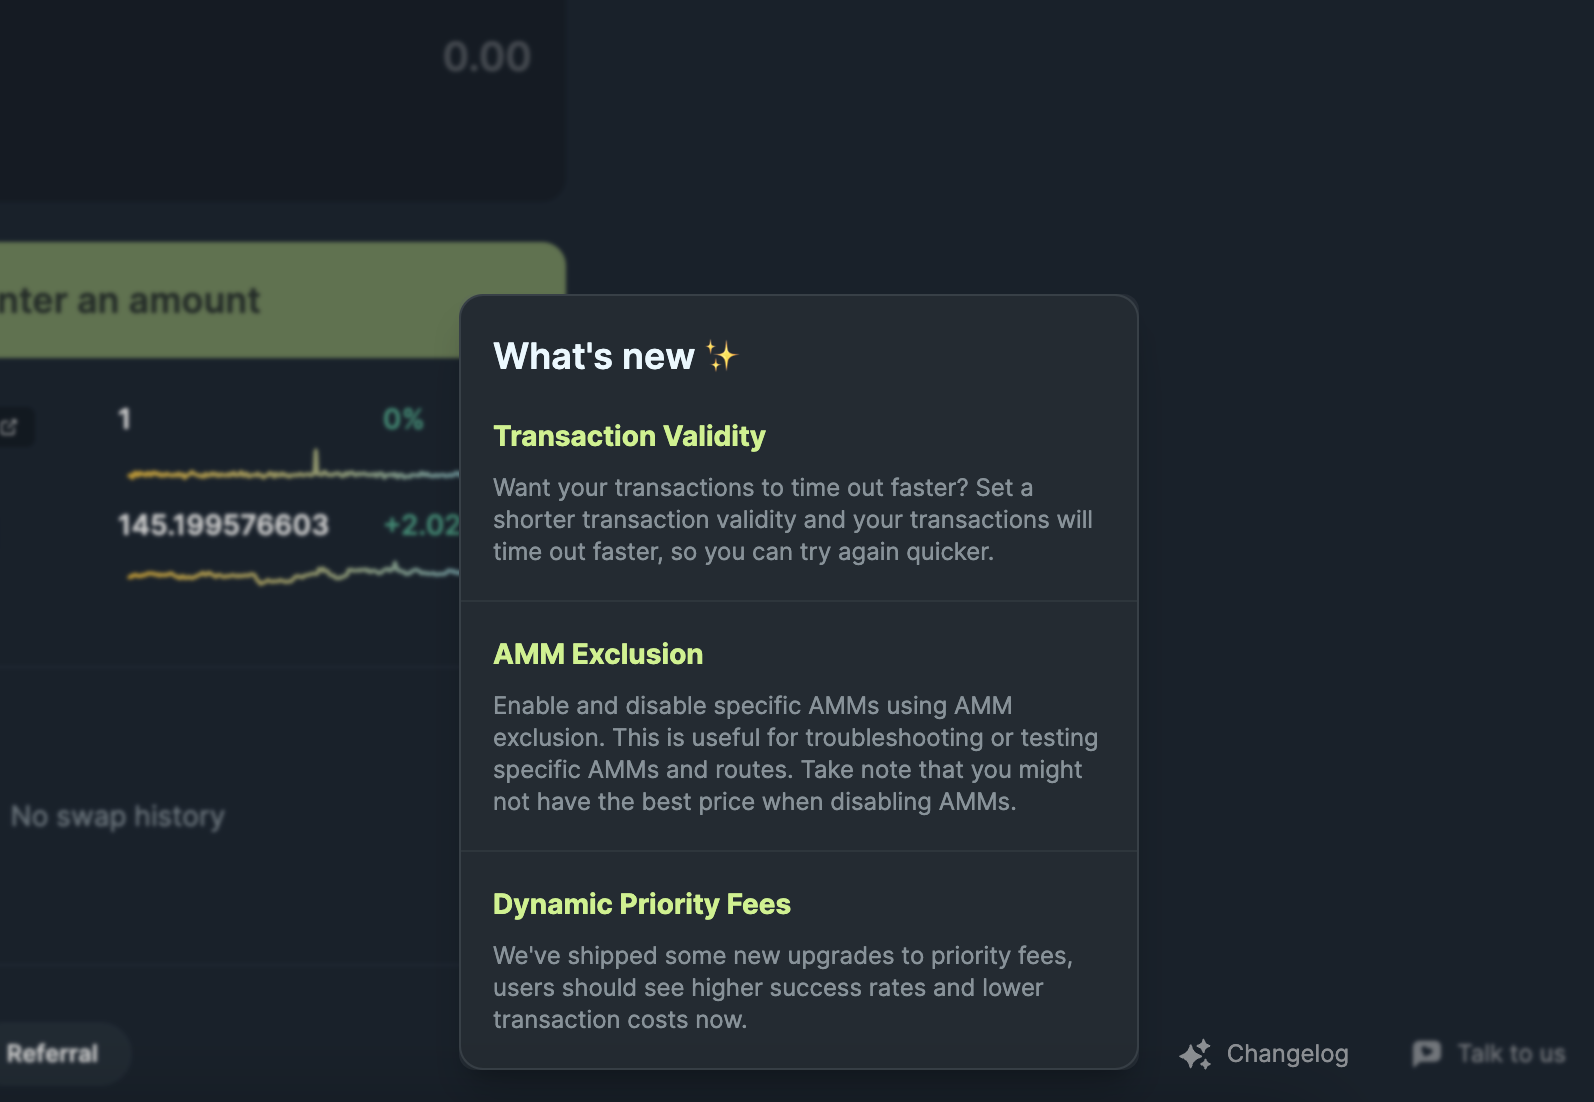 0.00
nter an amount
1
0%
145.199576603
+2.02
No swap history
Referral
What's new ✨
Transaction Validity
Want your transactions to time out faster? Set a
shorter transaction validity and your transactions will
time out faster, so you can try again quicker.
AMM Exclusion
Enable and disable specific AMMs using AMM
exclusion. This is useful for troubleshooting or testing
specific AMMs and routes. Take note that you might
not have the best price when disabling AMMs.
Dynamic Priority Fees
We've shipped some new upgrades to priority fees,
users should see higher success rates and lower
transaction costs now.
Changelog
Talk to us